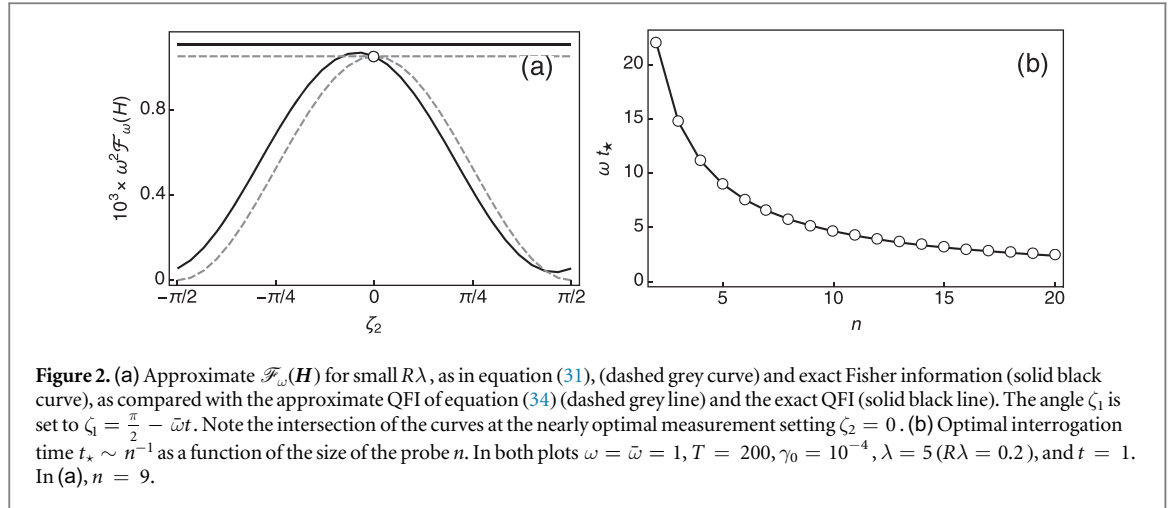 (a)
10³ × ω²ℱω(H)
0.8
0.4
0
−π/2
−π/4
0
π/4
π/2
ζ₂
(b)
ω t⋆
20
15
10
5
0
5
10
15
20
n
Figure 2. (a) Approximate ℱω(H) for small Rλ, as in equation (31), (dashed grey curve) and exact Fisher information (solid black
curve), as compared with the approximate QFI of equation (34) (dashed grey line) and the exact QFI (solid black line). The angle ζ₁ is
set to ζ₁ = π/2 − ω̄t. Note the intersection of the curves at the nearly optimal measurement setting ζ₂ = 0. (b) Optimal interrogation
time t⋆ ∼ n⁻¹ as a function of the size of the probe n. In both plots ω = ω̄ = 1, T = 200, γ₀ = 10⁻⁴, λ = 5 (Rλ = 0.2), and t = 1.
In (a), n = 9.